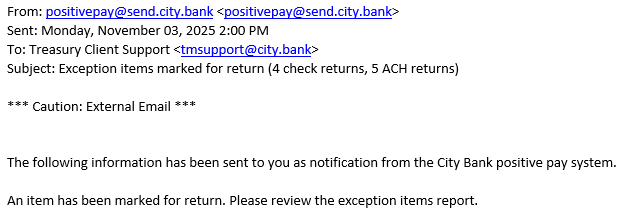 From: positivepay@send.city.bank <positivepay@send.city.bank>
Sent: Monday, November 03, 2025 2:00 PM
To: Treasury Client Support <tmsupport@city.bank>
Subject: Exception items marked for return (4 check returns, 5 ACH returns)
*** Caution: External Email ***
The following information has been sent to you as notification from the City Bank positive pay system.
An item has been marked for return. Please review the exception items report.